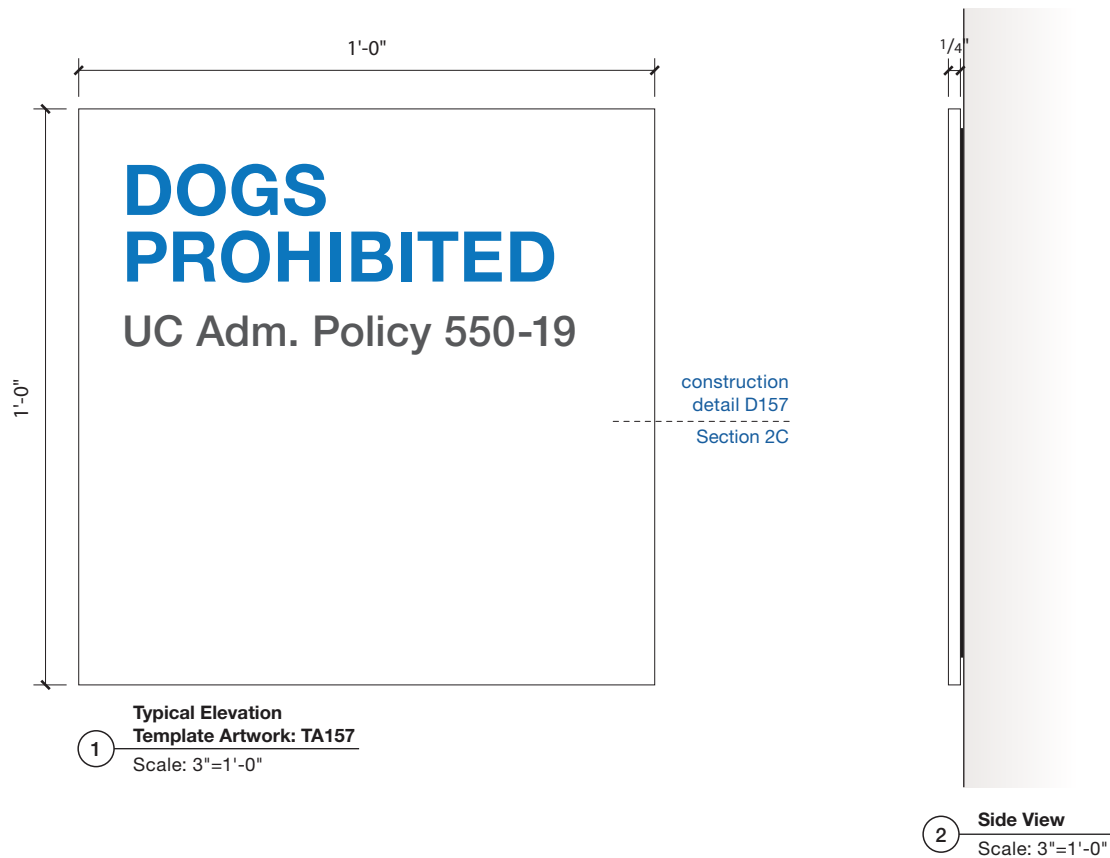 1'-0"
1/4"
DOGS
PROHIBITED
UC Adm. Policy 550-19
1'-0"
construction
detail D157
Section 2C
1
Typical Elevation
Template Artwork: TA157
Scale: 3"=1'-0"
2
Side View
Scale: 3"=1'-0"